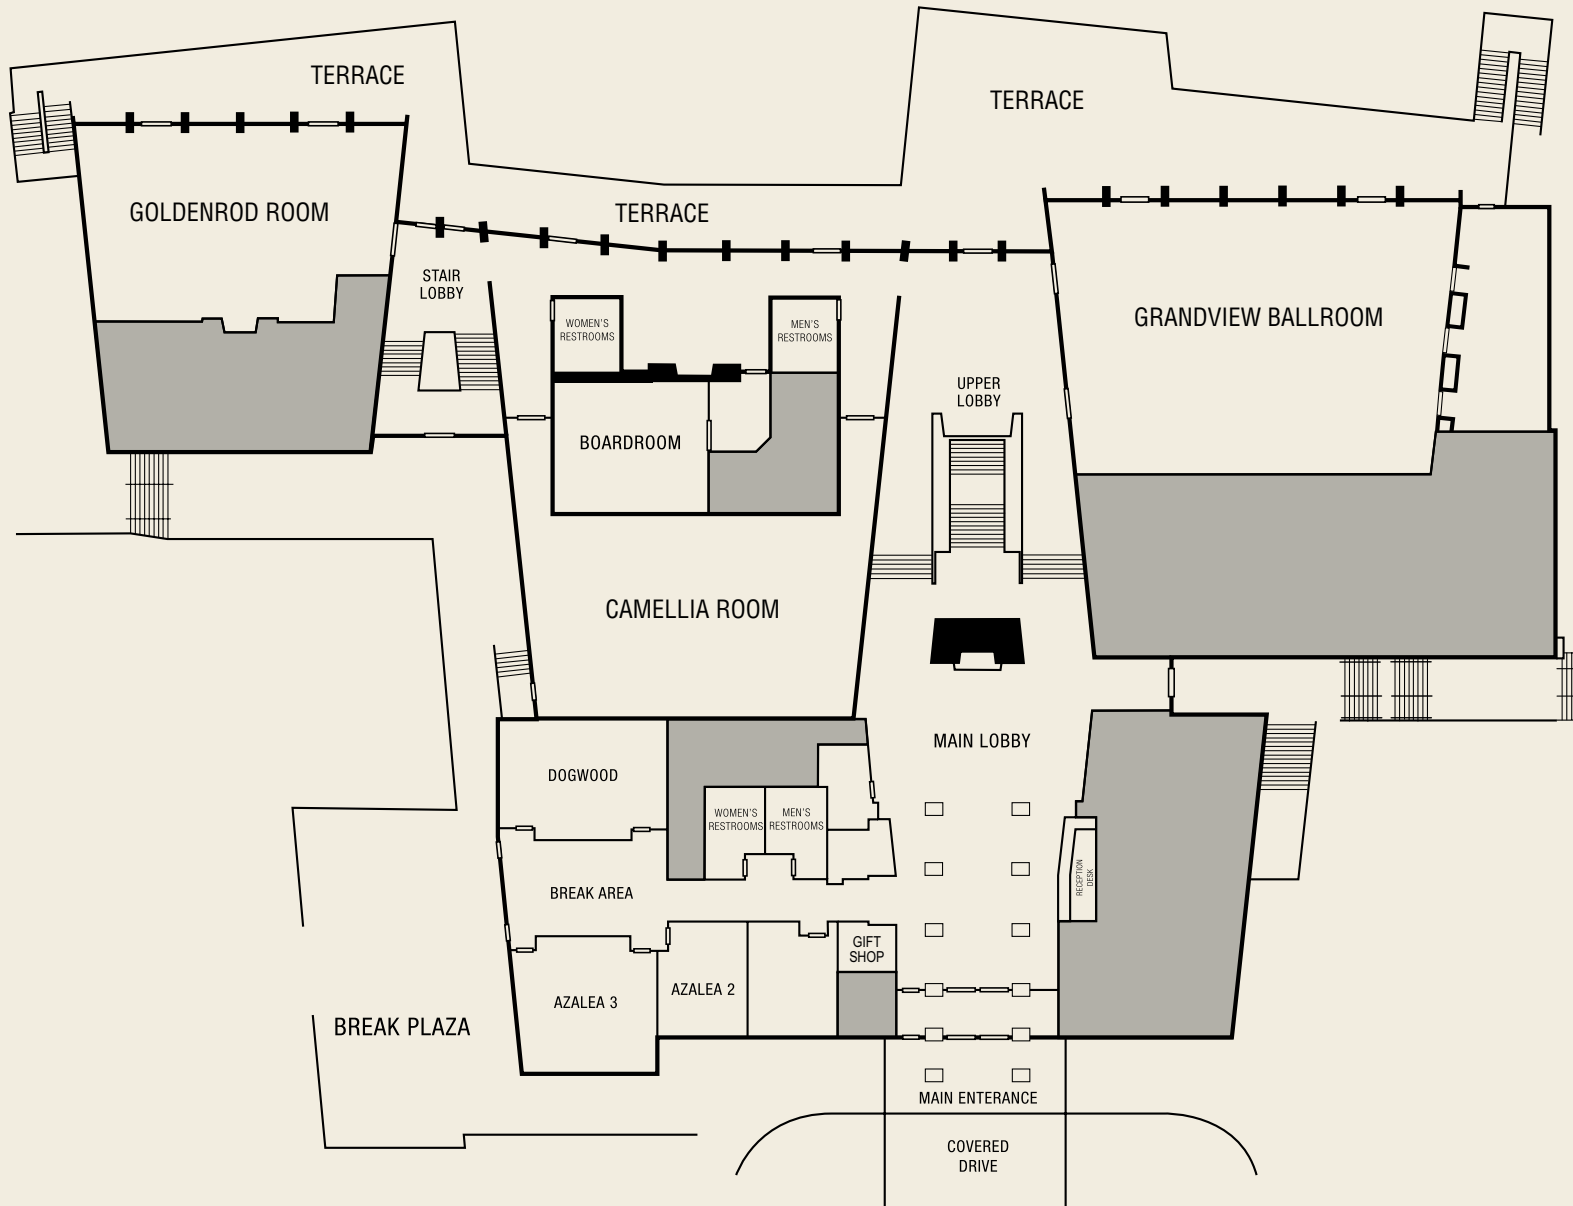 TERRACE
TERRACE
GOLDENROD ROOM
TERRACE
STAIR
LOBBY
GRANDVIEW BALLROOM
WOMEN'S
RESTROOMS
MEN'S
RESTROOMS
UPPER
LOBBY
BOARDROOM
CAMELLIA ROOM
MAIN LOBBY
DOGWOOD
WOMEN'S
RESTROOMS
MEN'S
RESTROOMS
RECEPTION
DESK
BREAK AREA
GIFT
SHOP
AZALEA 3
AZALEA 2
BREAK PLAZA
MAIN ENTRANCE
COVERED
DRIVE